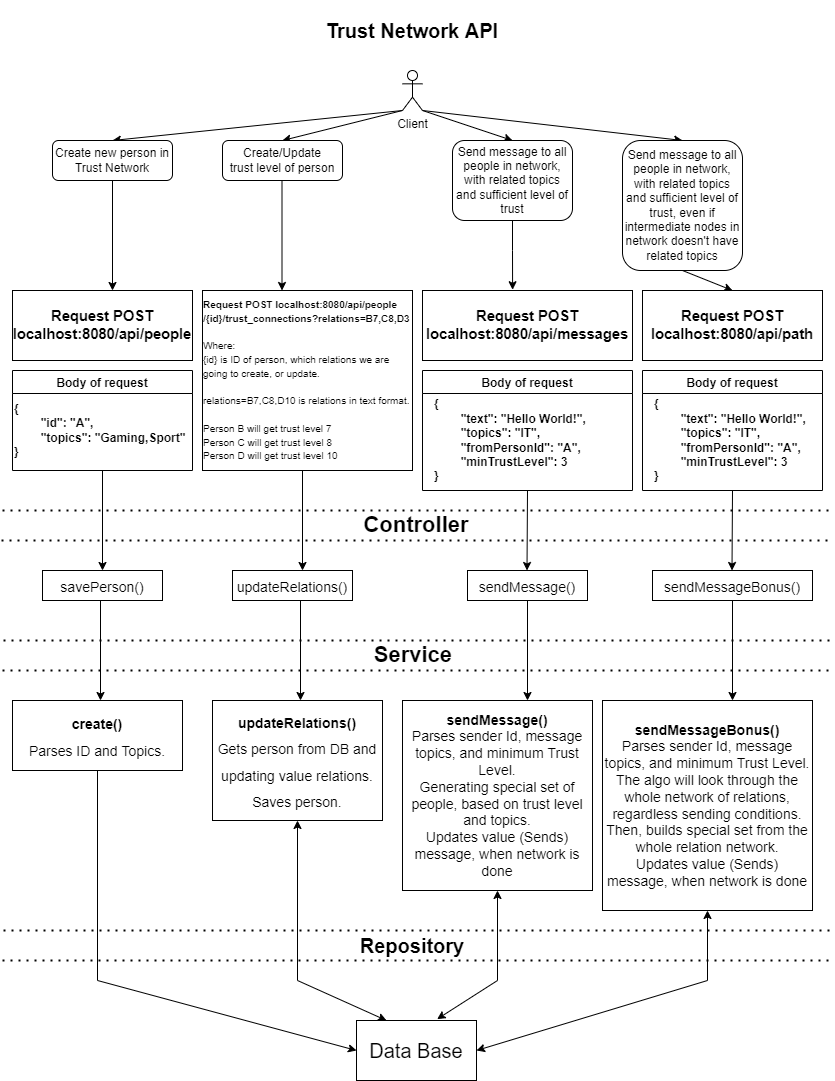 Trust Network API
Client
Create new person in
Trust Network
Create/Update
trust level of person
Send message to all
people in network,
with related topics
and sufficient level of
trust
Send message to all
people in network,
with related topics
and sufficient level of
trust, even if
intermediate nodes in
network doesn't have
related topics
Request POST
localhost:8080/api/people
Body of request
{
"id": "A",
"topics": "Gaming,Sport"
}
Request POST localhost:8080/api/people
/{id}/trust_connections?relations=B7,C8,D3
Where:
{id} is ID of person, which relations we are
going to create, or update.
relations=B7,C8,D10 is relations in text format.
Person B will get trust level 7
Person C will get trust level 8
Person D will get trust level 10
Request POST
localhost:8080/api/messages
Body of request
{
"text": "Hello World!",
"topics": "IT",
"fromPersonId": "A",
"minTrustLevel": 3
}
Request POST
localhost:8080/api/path
Body of request
{
"text": "Hello World!",
"topics": "IT",
"fromPersonId": "A",
"minTrustLevel": 3
}
Controller
savePerson()
updateRelations()
sendMessage()
sendMessageBonus()
Service
create()
Parses ID and Topics.
updateRelations()
Gets person from DB and
updating value relations.
Saves person.
sendMessage()
Parses sender Id, message
topics, and minimum Trust
Level.
Generating special set of
people, based on trust level
and topics.
Updates value (Sends)
message, when network is
done
sendMessageBonus()
Parses sender Id, message
topics, and minimum Trust Level.
The algo will look through the
whole network of relations,
regardless sending conditions.
Then, builds special set from the
whole relation network.
Updates value (Sends)
message, when network is done
Repository
Data Base